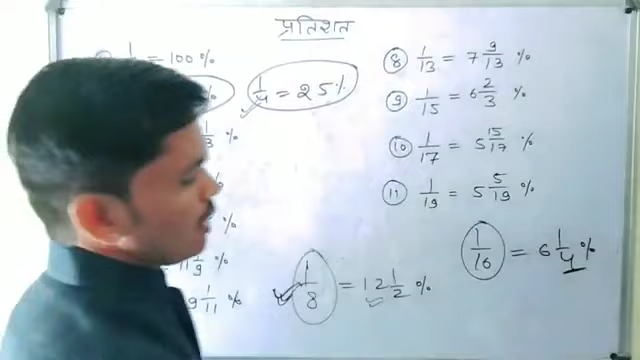 प्रतिशत
1 = 100 %
%
1/4 = 25 %
1/3 %
%
%
11 1/9 %
9 1/11 %
⑧ 1/13 = 7 9/13 %
⑨ 1/15 = 6 2/3 %
⑩ 1/17 = 5 15/17 %
⑪ 1/19 = 5 5/19 %
1/8 = 12 1/2 %
1/16 = 6 1/4 %